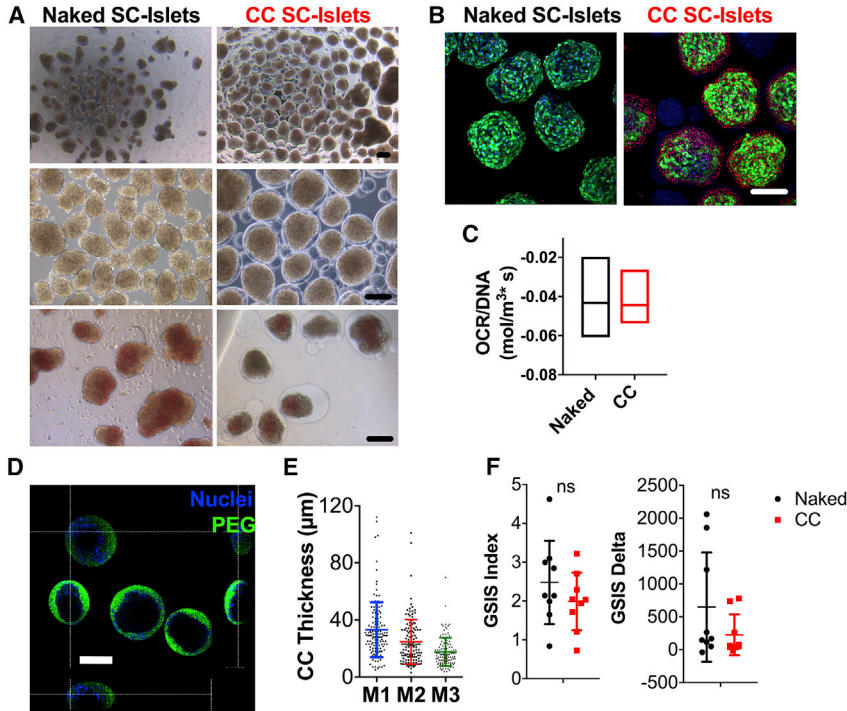 A
Naked SC-Islets
CC SC-Islets
B
Naked SC-Islets
CC SC-Islets
C
OCR/DNA
(mol/m³* s)
-0.02
-0.04
-0.06
-0.08
Naked
CC
D
Nuclei
PEG
E
CC Thickness (µm)
120
80
40
0
M1 M2 M3
F
GSIS Index
5
4
3
2
1
0
ns
GSIS Delta
2500
2000
1500
1000
500
0
-500
ns
Naked
CC